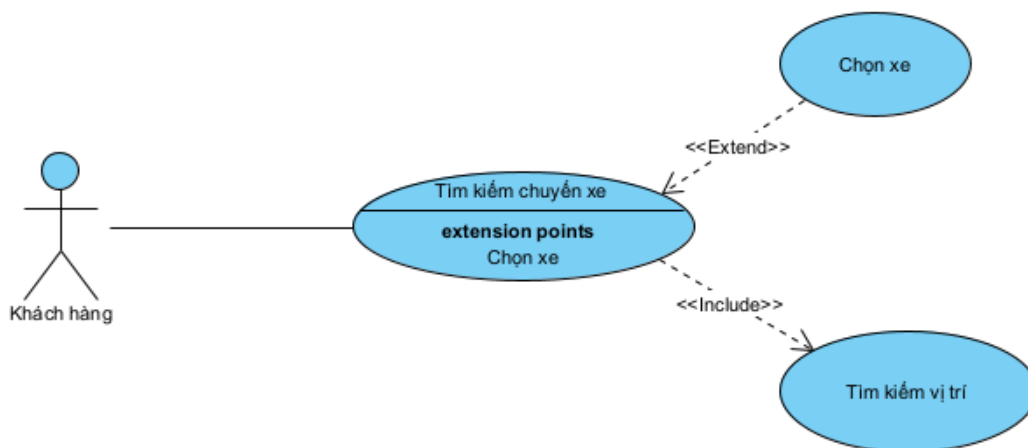 Chọn xe
<<Extend>>
Tìm kiếm chuyến xe
extension points
Chọn xe
Khách hàng
<<Include>>
Tìm kiếm vị trí